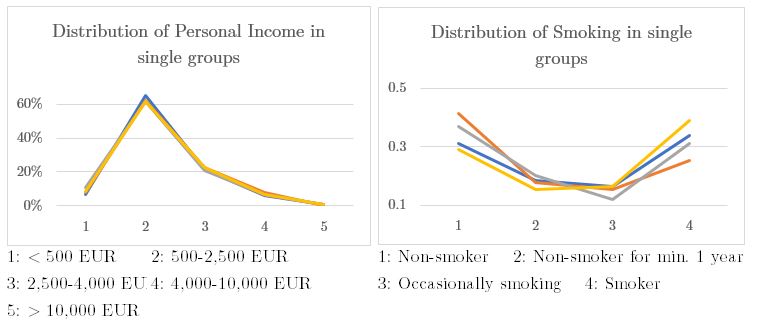 Distribution of Personal Income in
single groups
60%
40%
20%
0%
1 2 3 4 5
1: < 500 EUR 2: 500-2,500 EUR
3: 2,500-4,000 EU 4: 4,000-10,000 EUR
5: > 10,000 EUR
Distribution of Smoking in single
groups
0.5
0.3
0.1
1 2 3 4
1: Non-smoker 2: Non-smoker for min. 1 year
3: Occasionally smoking 4: Smoker